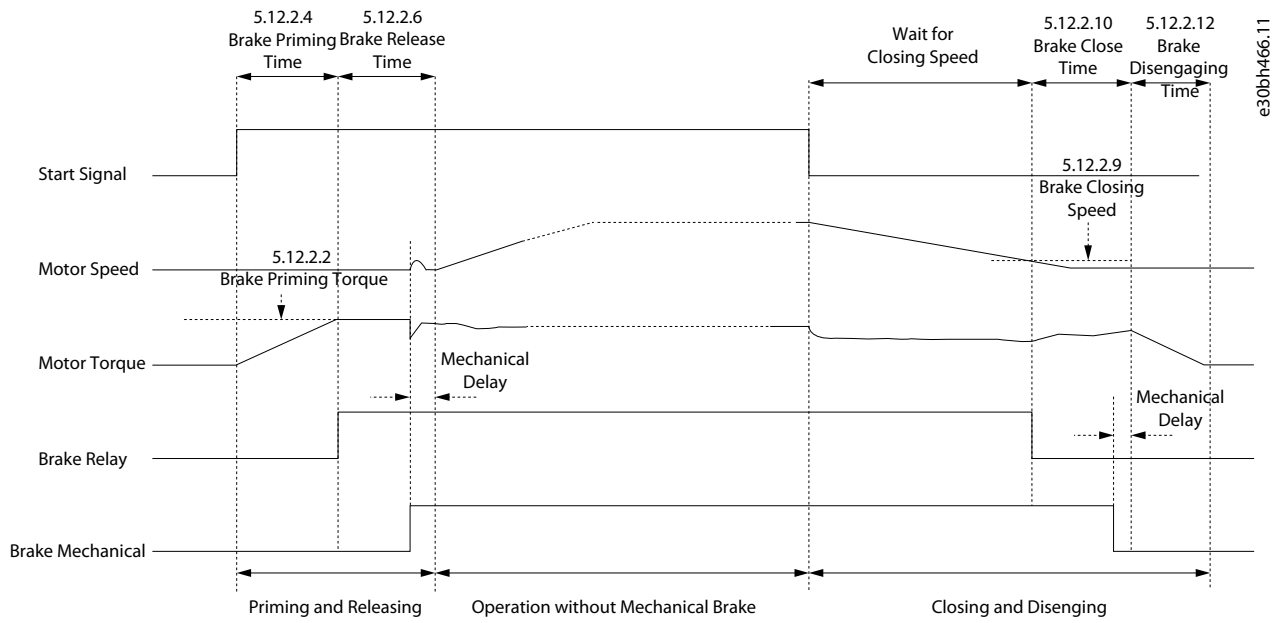 5.12.2.4
Brake Priming
Time
5.12.2.6
Brake Release
Time
Wait for
Closing Speed
5.12.2.10
Brake Close
Time
5.12.2.12
Brake
Disengaging
Time
e30bh466.11
Start Signal
5.12.2.9
Brake Closing
Speed
Motor Speed
5.12.2.2
Brake Priming Torque
Motor Torque
Mechanical
Delay
Mechanical
Delay
Brake Relay
Brake Mechanical
Priming and Releasing
Operation without Mechanical Brake
Closing and Disenging